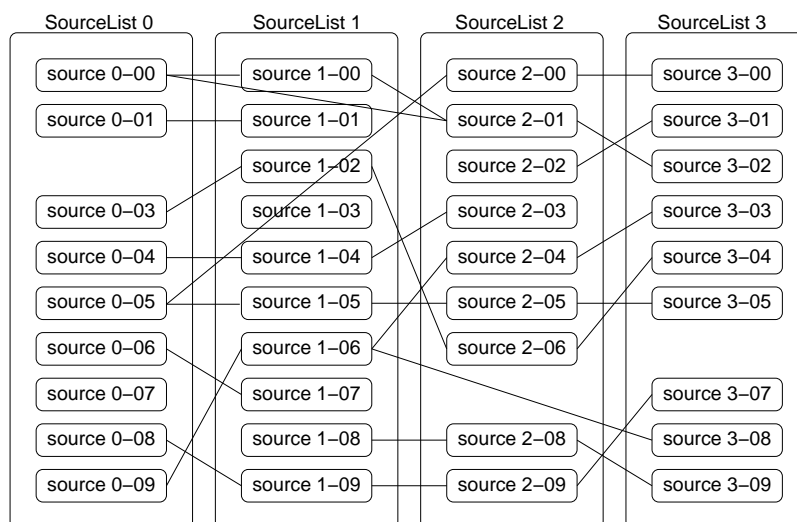 SourceList 0 SourceList 1 SourceList 2 SourceList 3
source 0−00 source 1−00 source 2−00 source 3−00
source 0−01 source 1−01 source 2−01 source 3−01
source 1−02 source 2−02 source 3−02
source 0−03 source 1−03 source 2−03 source 3−03
source 0−04 source 1−04 source 2−04 source 3−04
source 0−05 source 1−05 source 2−05 source 3−05
source 0−06 source 1−06 source 2−06
source 0−07 source 1−07 source 3−07
source 0−08 source 1−08 source 2−08 source 3−08
source 0−09 source 1−09 source 2−09 source 3−09